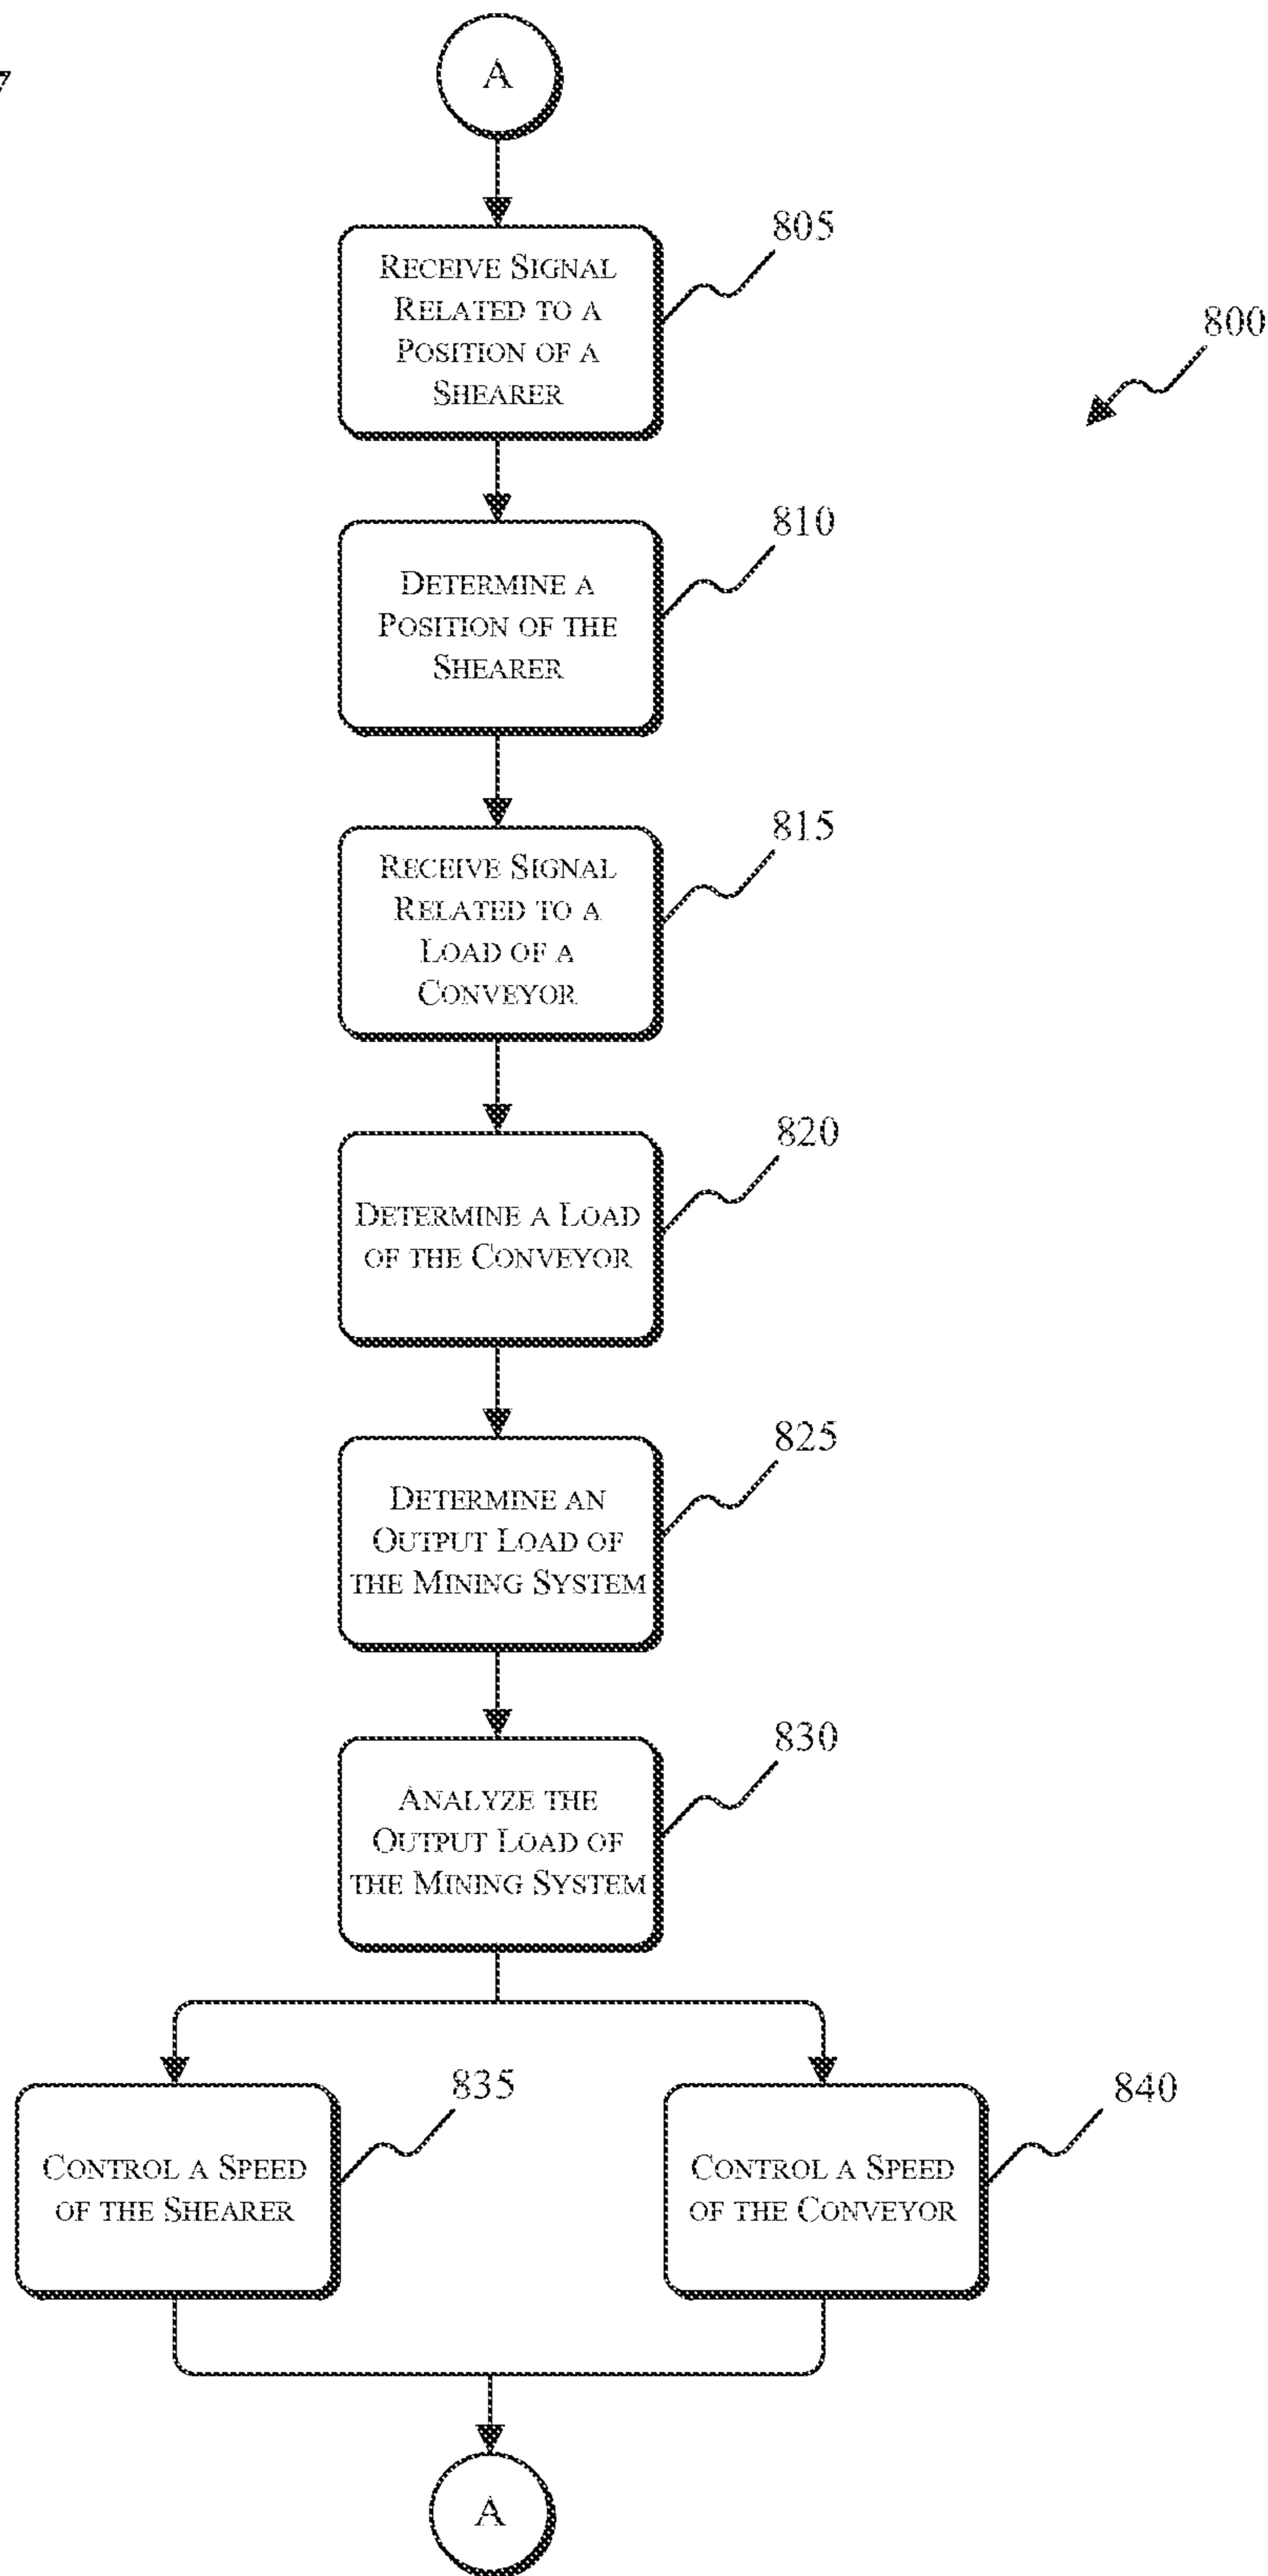 A
RECEIVE SIGNAL
RELATED TO A
POSITION OF A
SHEARER
805
800
DETERMINE A
POSITION OF THE
SHEARER
810
RECEIVE SIGNAL
RELATED TO A
LOAD OF A
CONVEYOR
815
DETERMINE A LOAD
OF THE CONVEYOR
820
DETERMINE AN
OUTPUT LOAD OF
THE MINING SYSTEM
825
ANALYZE THE
OUTPUT LOAD OF
THE MINING SYSTEM
830
CONTROL A SPEED
OF THE SHEARER
835
CONTROL A SPEED
OF THE CONVEYOR
840
A